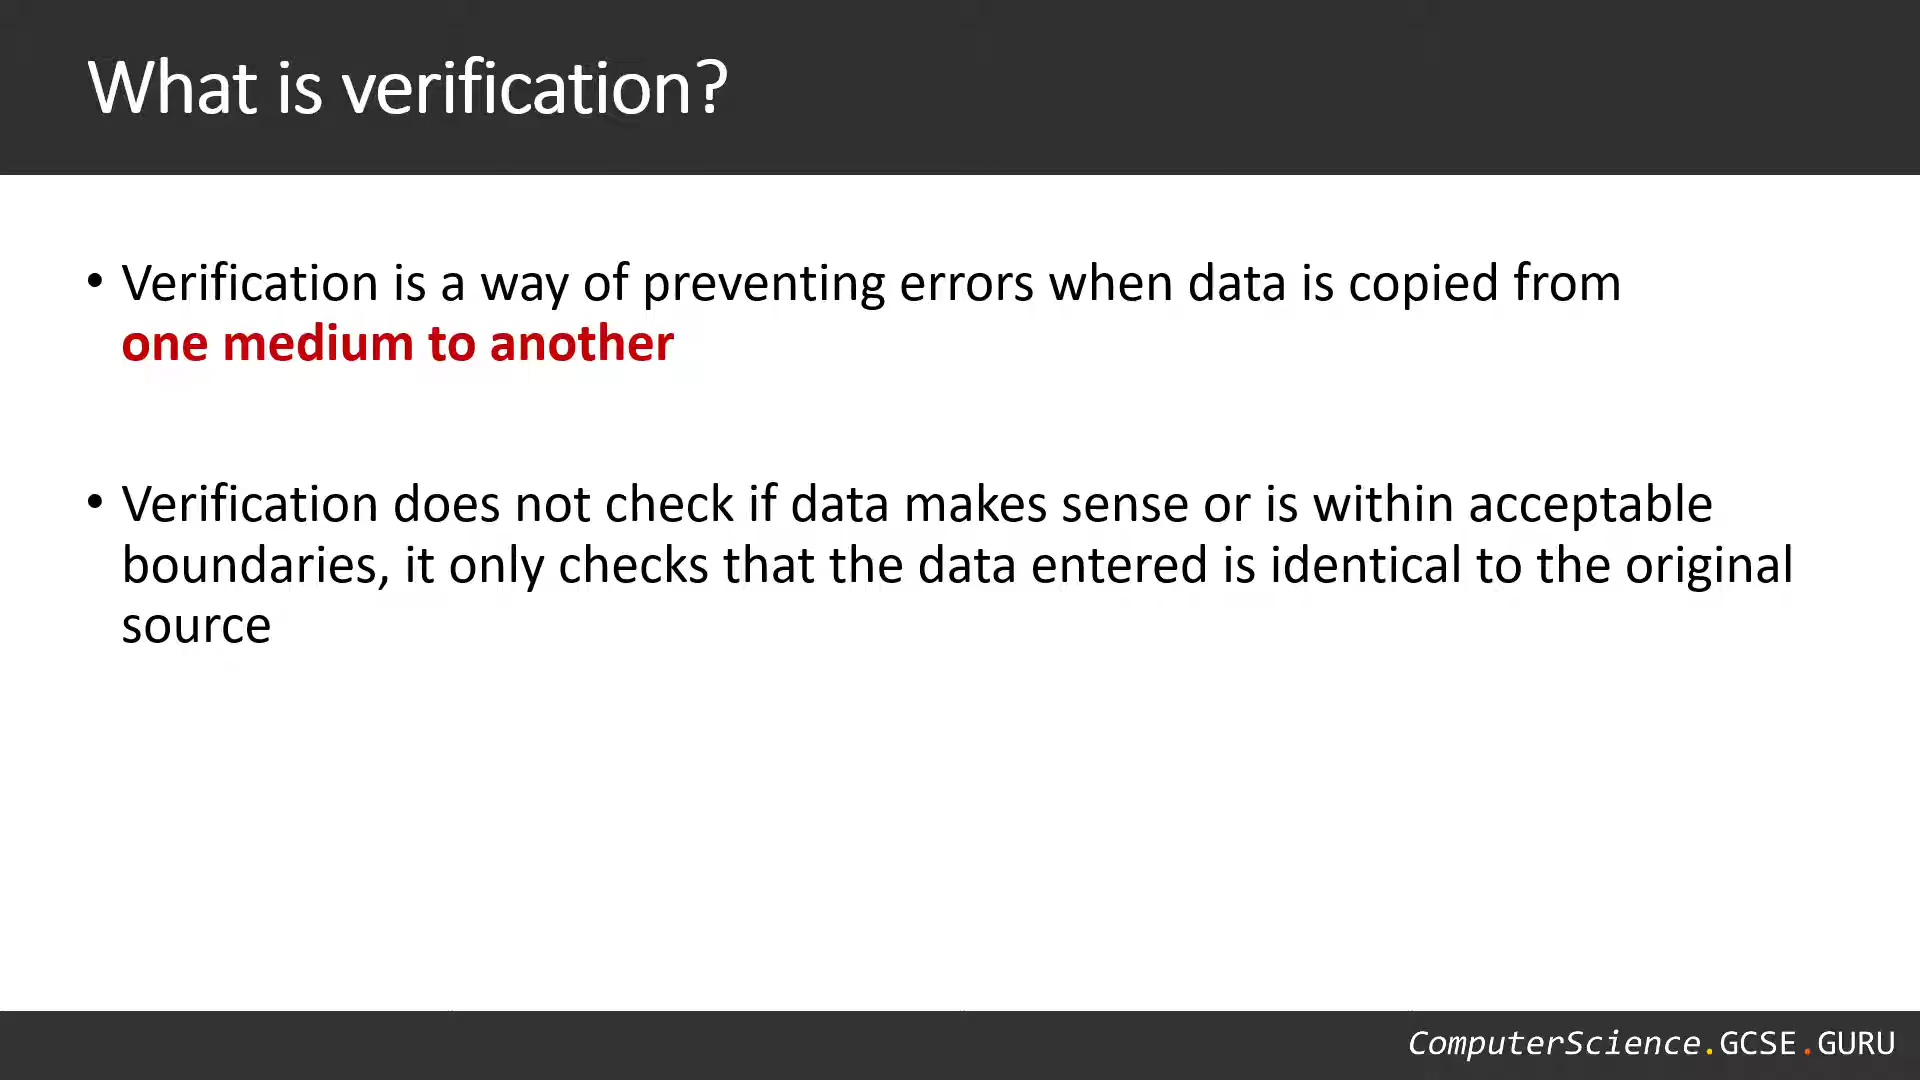 What is verification?
• Verification is a way of preventing errors when data is copied from
one medium to another
• Verification does not check if data makes sense or is within acceptable
boundaries, it only checks that the data entered is identical to the original
source
ComputerScience.GCSE.GURU